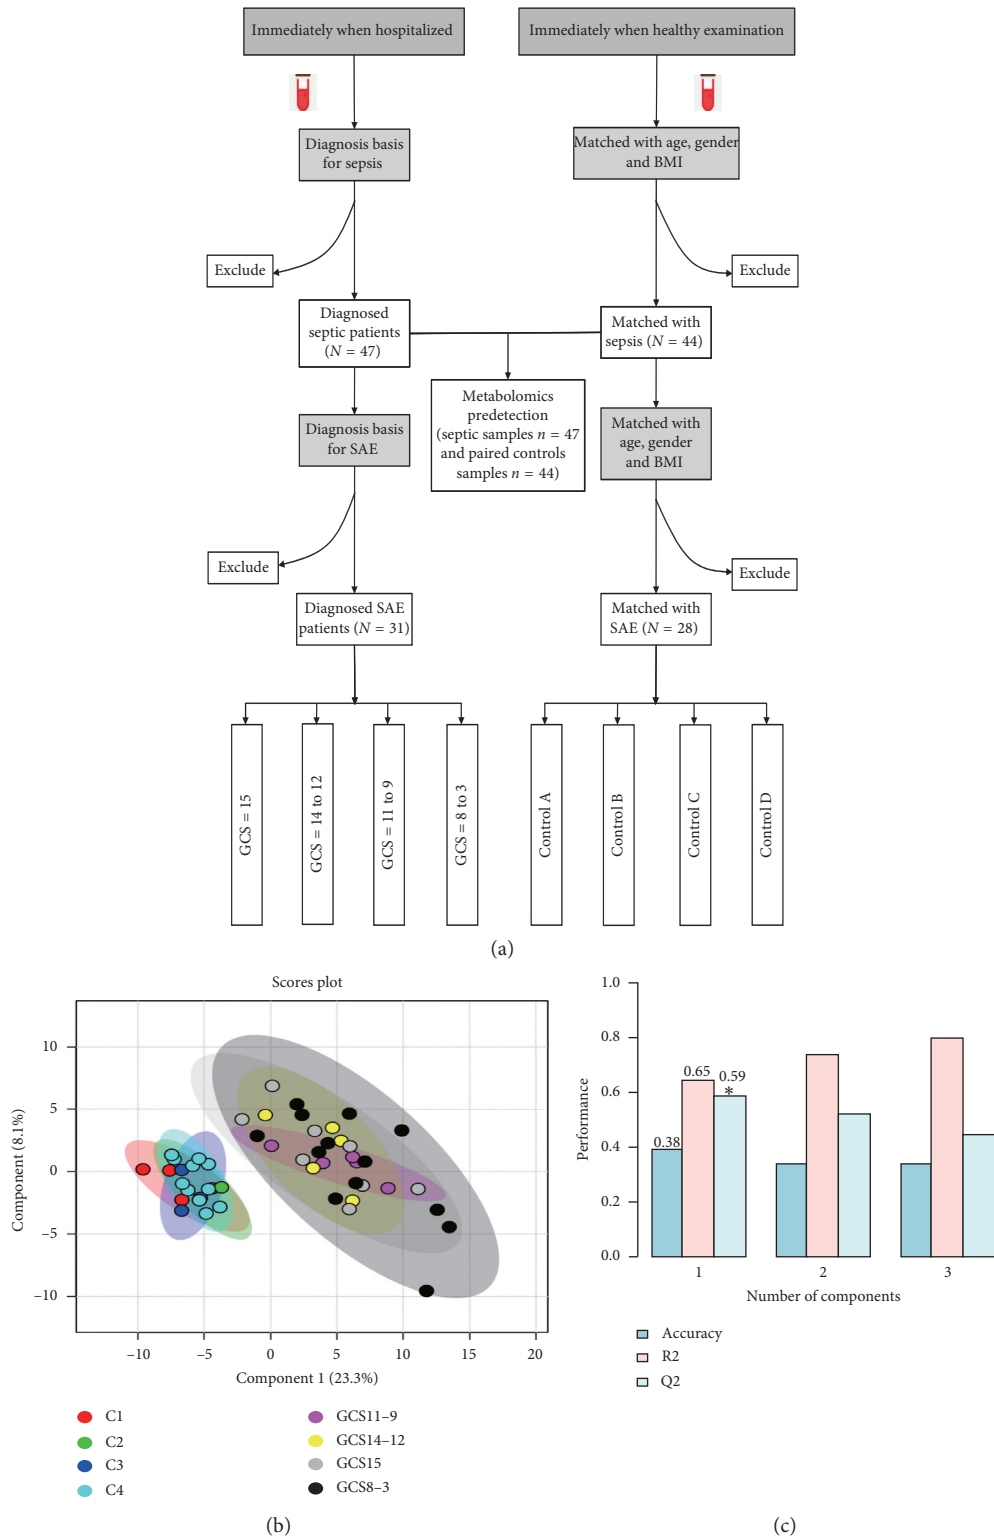 Immediately when hospitalized
Immediately when healthy examination
Diagnosis basis
for sepsis
Matched with age, gender
and BMI
Exclude
Exclude
Diagnosed
septic patients
(N = 47)
Matched with
sepsis (N = 44)
Metabolomics
predetection
(septic samples n = 47
and paired controls
samples n = 44)
Diagnosis basis
for SAE
Matched with
age, gender
and BMI
Exclude
Exclude
Diagnosed SAE
patients (N = 31)
Matched with
SAE (N = 28)
GCS = 15
GCS = 14 to 12
GCS = 11 to 9
GCS = 8 to 3
Control A
Control B
Control C
Control D
(a)
Scores plot
Component (8.1%)
10
5
0
−5
−10
−10 −5 0 5 10 15 20
Component 1 (23.3%)
C1
C2
C3
C4
GCS11–9
GCS14–12
GCS15
GCS8–3
(b)
Performance
1.0
0.8
0.6
0.4
0.2
0.0
0.38
0.65
0.59
*
1 2 3
Number of components
Accuracy
R2
Q2
(c)